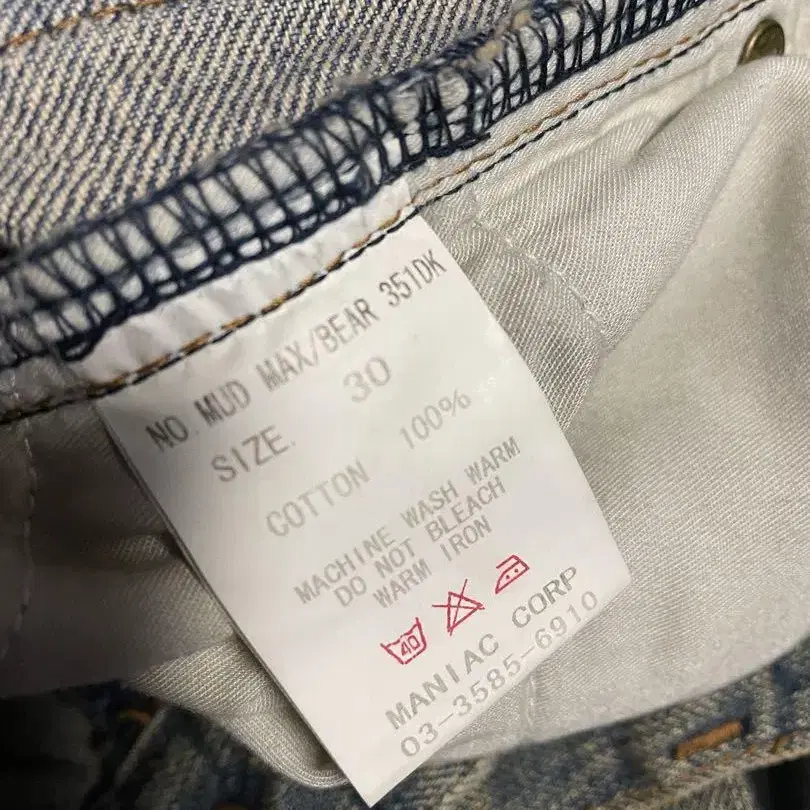 NO. MUD MAX/BEAR 351DK
SIZE. 30
COTTON 100%
MACHINE WASH WARM
DO NOT BLEACH
WARM IRON
40
MANIAC CORP
03-3585-6910